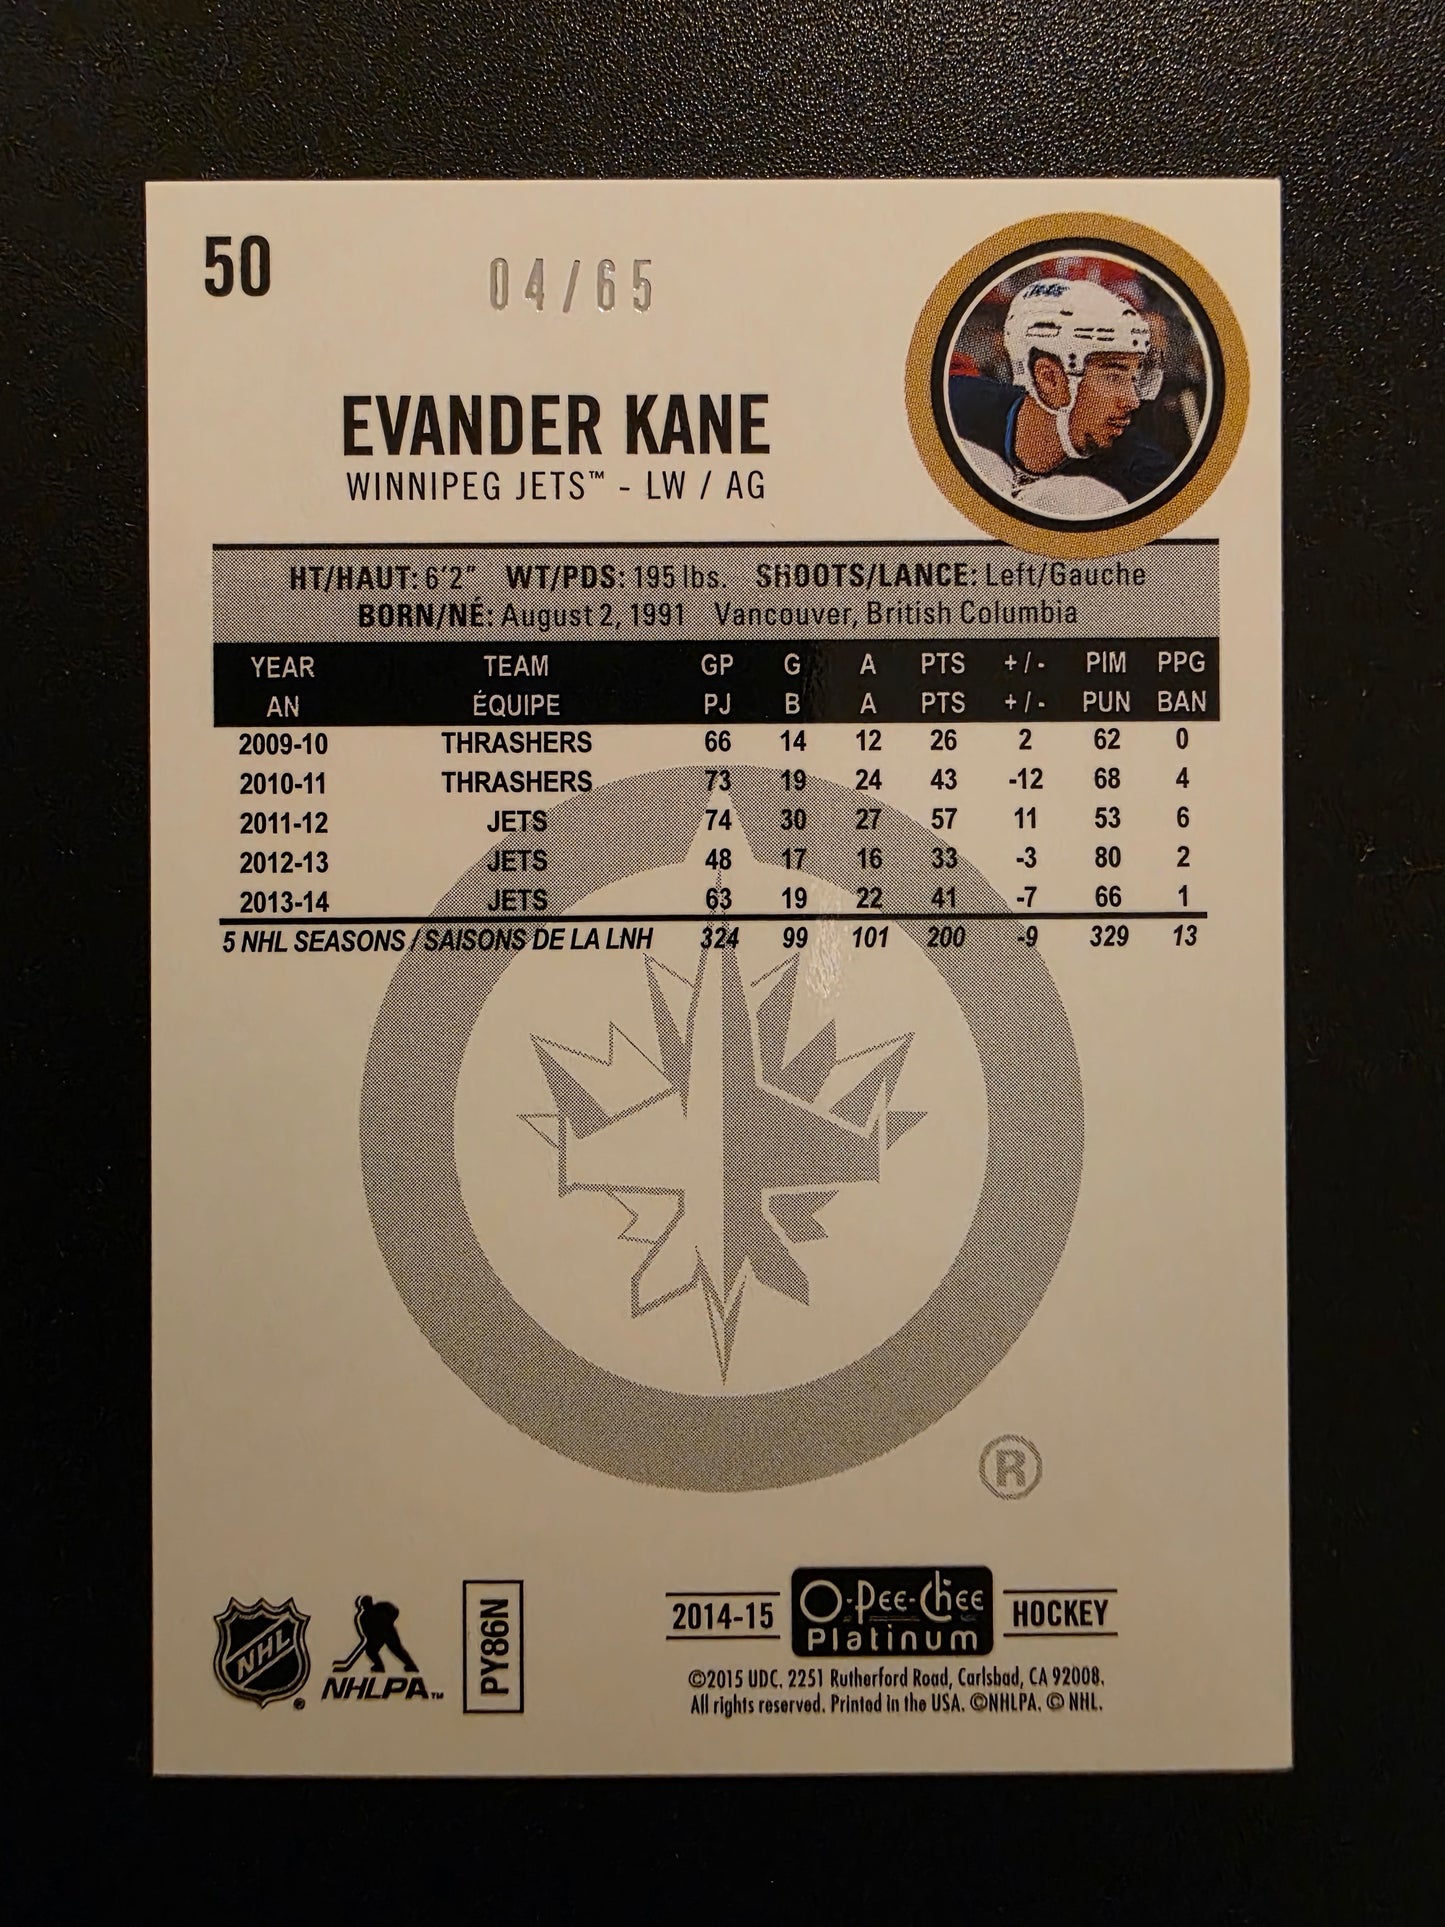 50
04/65
EVANDER KANE
WINNIPEG JETS™ - LW / AG
HT/HAUT: 6'2" WT/PDS: 195 lbs. SHOOTS/LANCE: Left/Gauche
BORN/NÉ: August 2, 1991 Vancouver, British Columbia
YEAR TEAM GP G A PTS +/- PIM PPG
AN ÉQUIPE PJ B A PTS +/- PUN BAN
2009-10 THRASHERS 66 14 12 26 2 62 0
2010-11 THRASHERS 73 19 24 43 -12 68 4
2011-12 JETS 74 30 27 57 11 53 6
2012-13 JETS 48 17 16 33 -3 80 2
2013-14 JETS 63 19 22 41 -7 66 1
5 NHL SEASONS / SAISONS DE LA LNH 324 99 101 200 -9 329 13
®
NHL ®
NHLPA™
PY86N
2014-15 O-Pee-Chee Platinum HOCKEY
©2015 UDC. 2251 Rutherford Road, Carlsbad, CA 92008.
All rights reserved. Printed in the USA. ©NHLPA. © NHL.